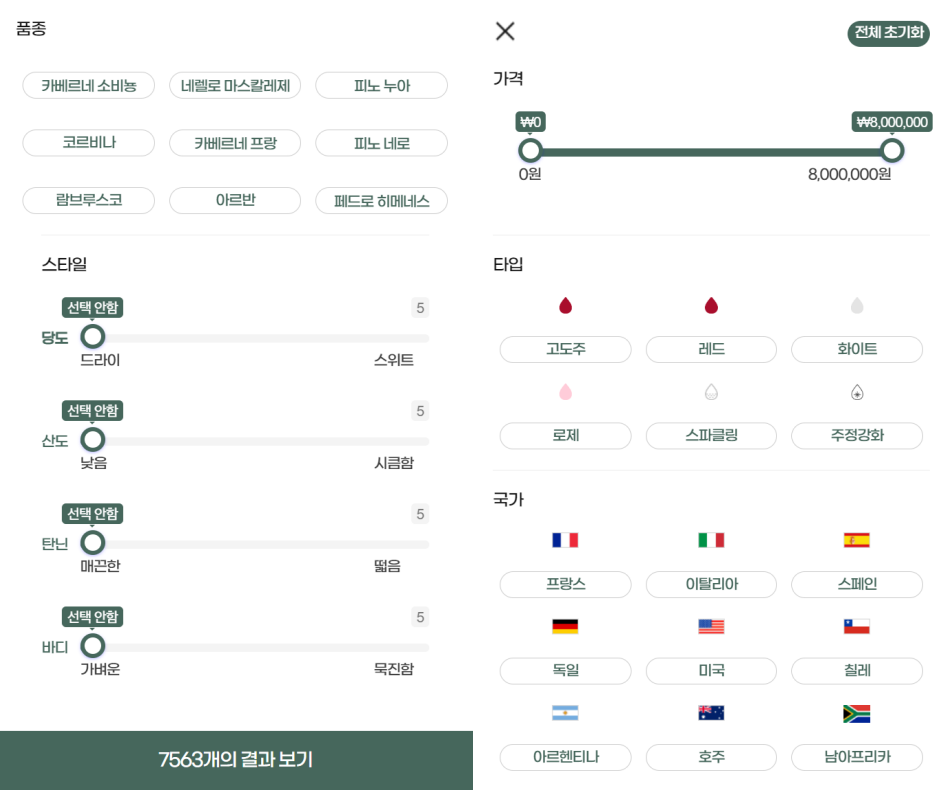 품종
카베르네 소비뇽 네렐로 마스칼레제 피노 누아
코르비나 카베르네 프랑 피노 네로
람브루스코 아르반 페드로 히메네스
스타일
선택 안함 5
당도
드라이 스위트
선택 안함 5
산도
낮음 시큼함
선택 안함 5
탄닌
매끈한 떫음
선택 안함 5
바디
가벼운 묵진함
7563개의 결과 보기
전체 초기화
가격
₩0 ₩8,000,000
0원 8,000,000원
타입
고도주 레드 화이트
로제 스파클링 주정강화
국가
프랑스 이탈리아 스페인
독일 미국 칠레
아르헨티나 호주 남아프리카